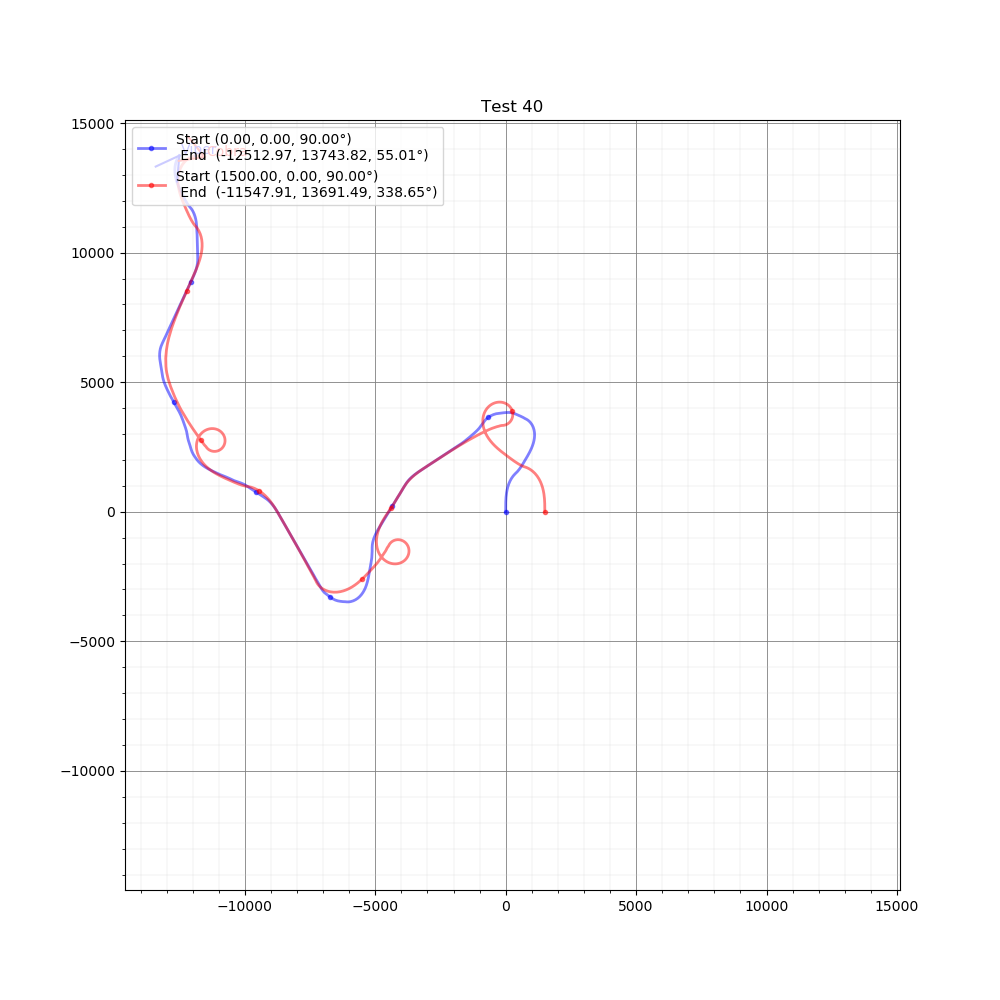 Test 40
Start (0.00, 0.00, 90.00°)
End (-12512.97, 13743.82, 55.01°)
Start (1500.00, 0.00, 90.00°)
End (-11547.91, 13691.49, 338.65°)
15000
10000
5000
0
−5000
−10000
−10000
−5000
0
5000
10000
15000